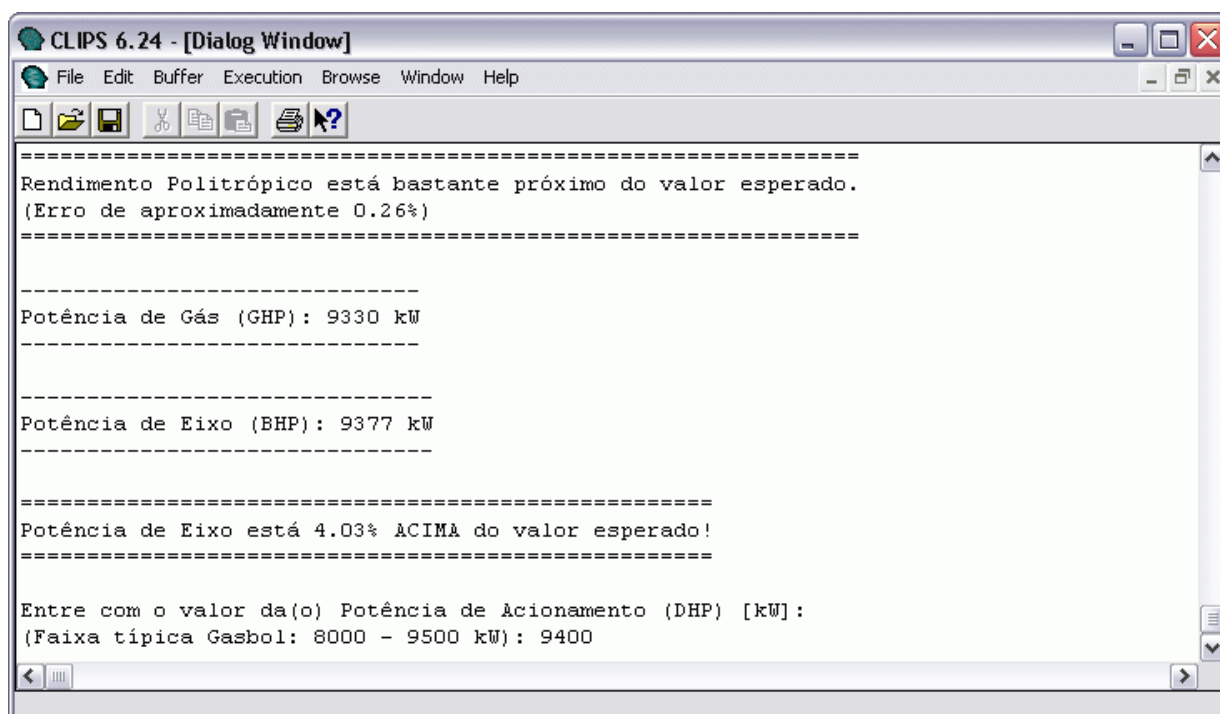 CLIPS 6.24 - [Dialog Window]
File Edit Buffer Execution Browse Window Help
================================================================
Rendimento Politrópico está bastante próximo do valor esperado.
(Erro de aproximadamente 0.26%)
================================================================
------------------------------
Potência de Gás (GHP): 9330 kW
------------------------------
-------------------------------
Potência de Eixo (BHP): 9377 kW
-------------------------------
====================================================
Potência de Eixo está 4.03% ACIMA do valor esperado!
====================================================
Entre com o valor da(o) Potência de Acionamento (DHP) [kW]:
(Faixa típica Gasbol: 8000 - 9500 kW): 9400